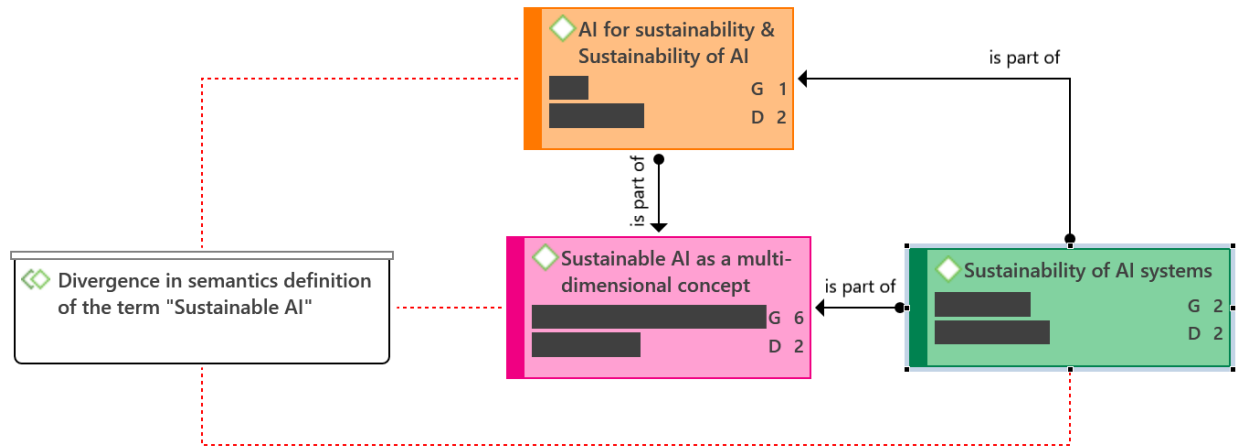 AI for sustainability &
Sustainability of AI
G 1
D 2
is part of
is part of
Divergence in semantics definition
of the term "Sustainable AI"
Sustainable AI as a multi-
dimensional concept
G 6
D 2
is part of
Sustainability of AI systems
G 2
D 2